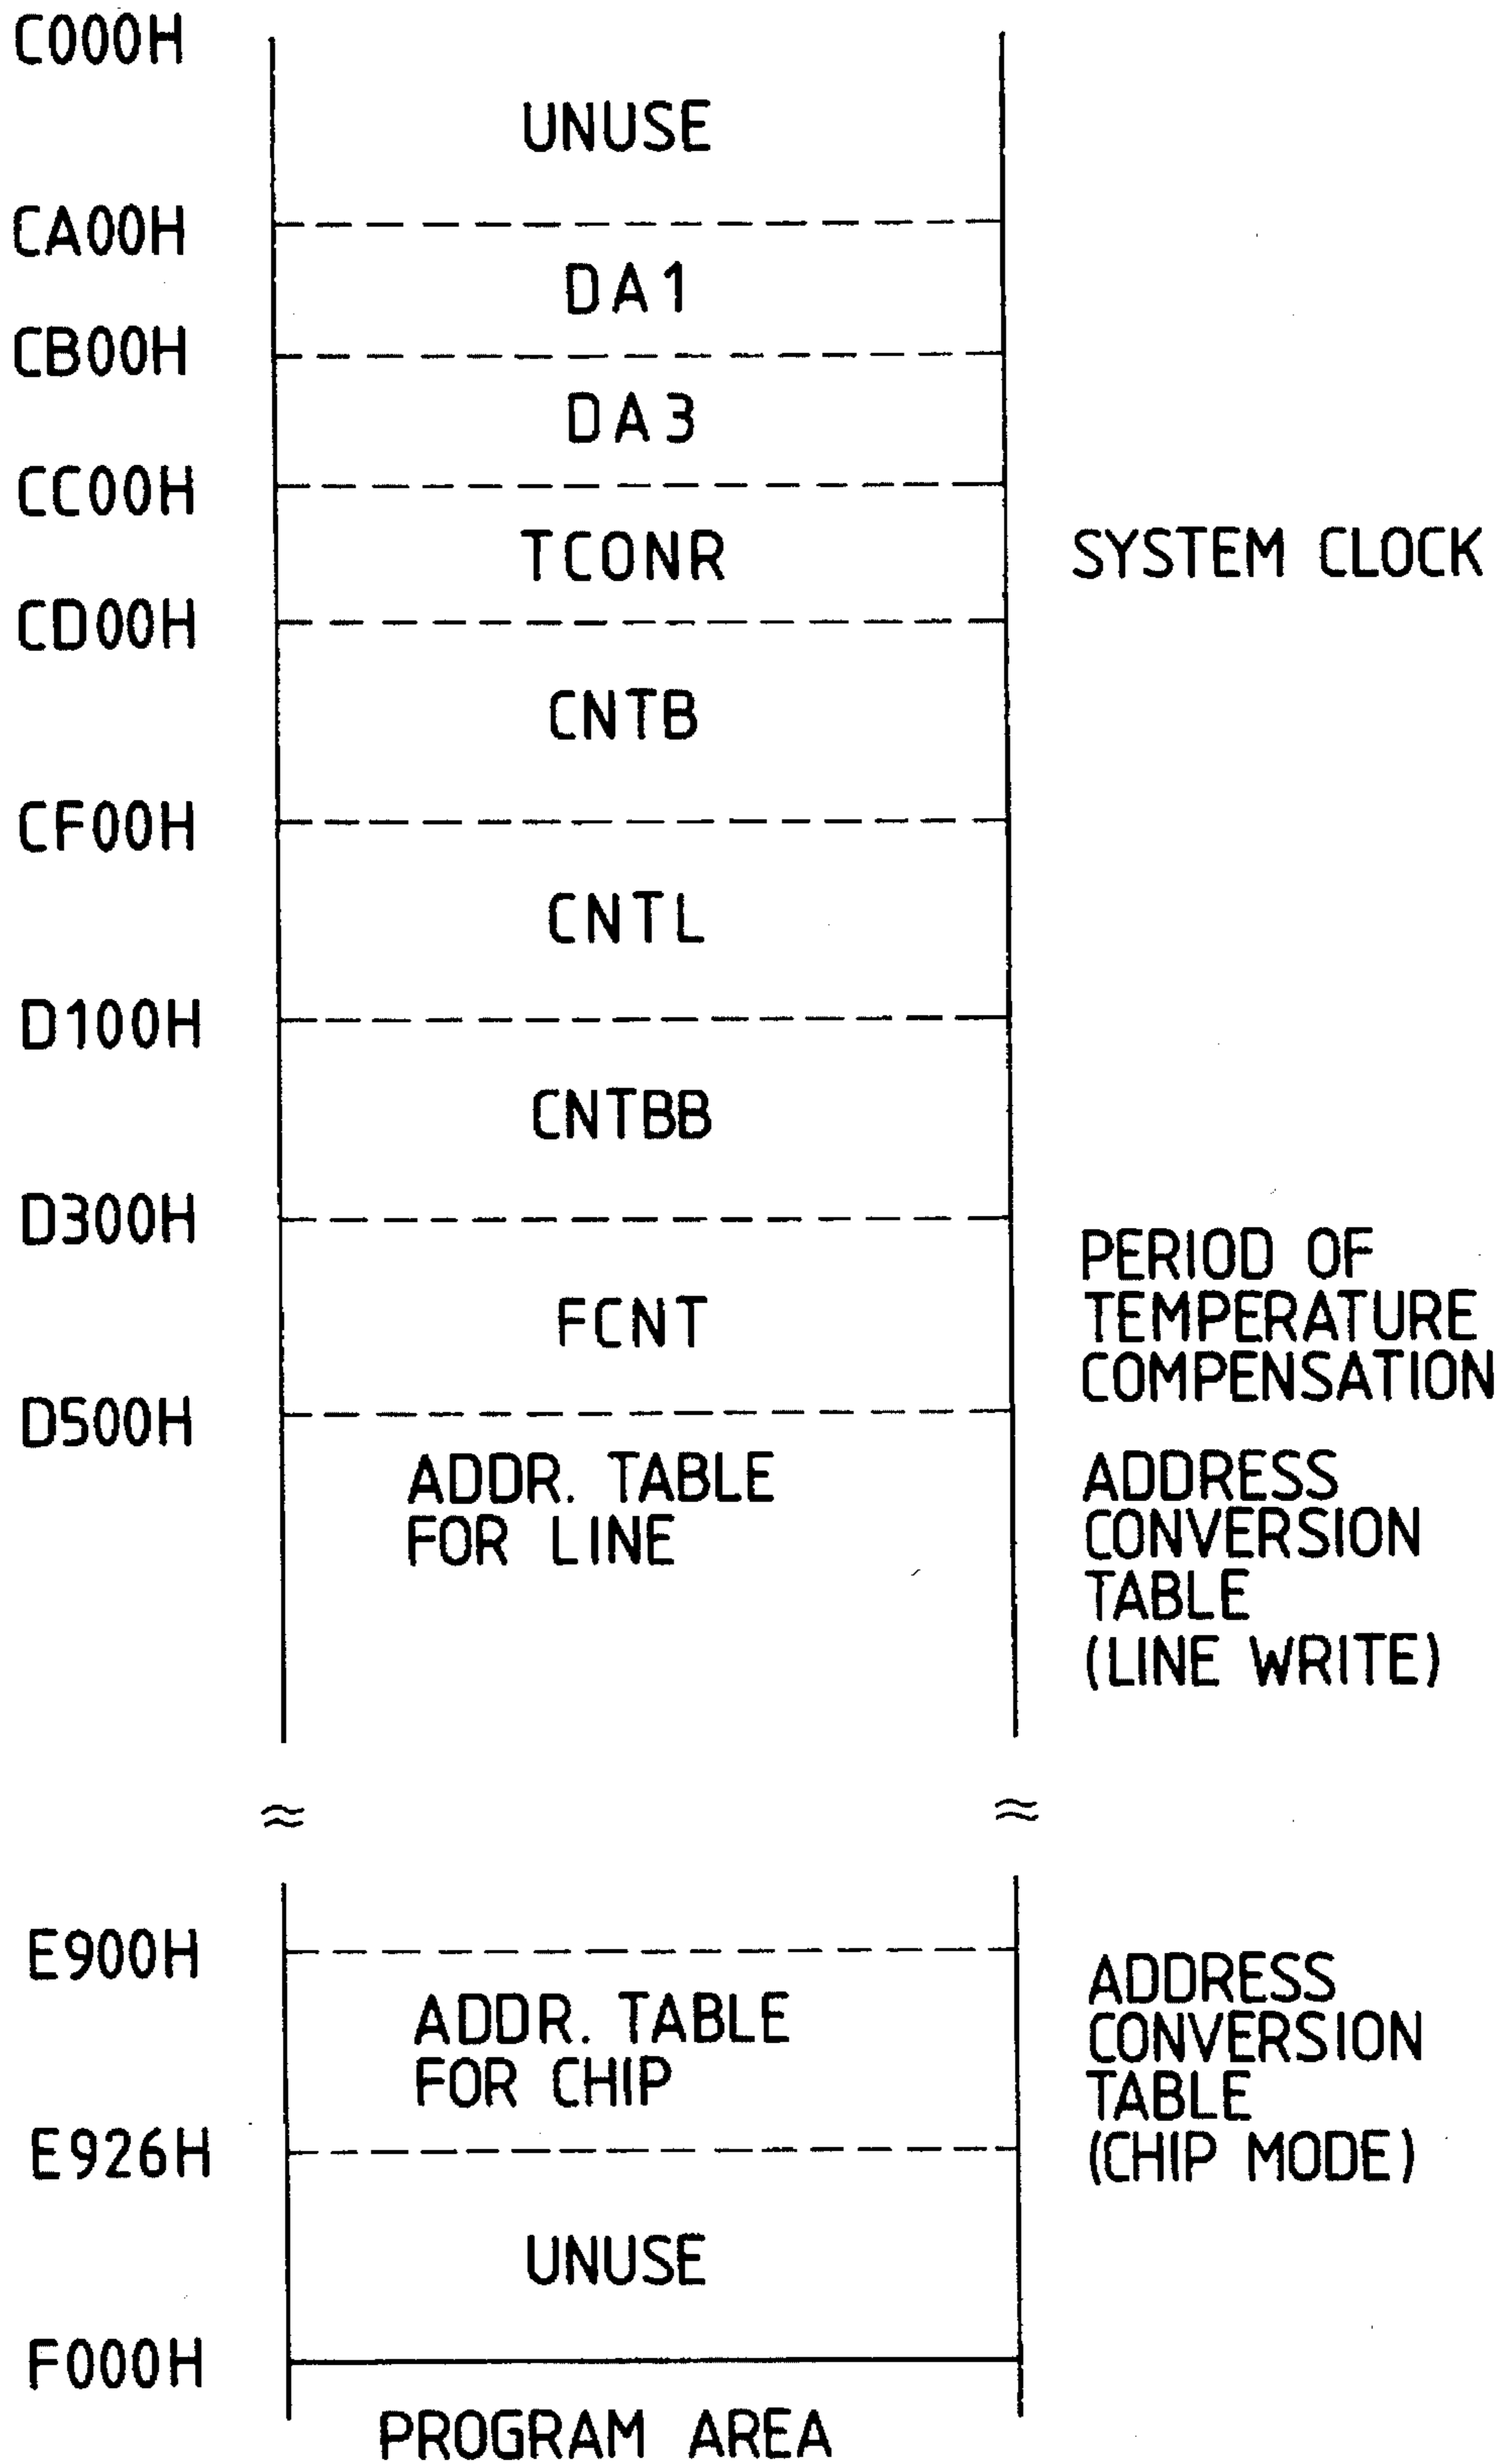 C000H
UNUSE
CA00H
DA1
CB00H
DA3
CC00H
TCONR
SYSTEM CLOCK
CD00H
CNTB
CF00H
CNTL
D100H
CNTBB
D300H
FCNT
PERIOD OF
TEMPERATURE
COMPENSATION
D500H
ADDR. TABLE
FOR LINE
ADDRESS
CONVERSION
TABLE
(LINE WRITE)
E900H
ADDR. TABLE
FOR CHIP
ADDRESS
CONVERSION
TABLE
(CHIP MODE)
E926H
UNUSE
F000H
PROGRAM AREA